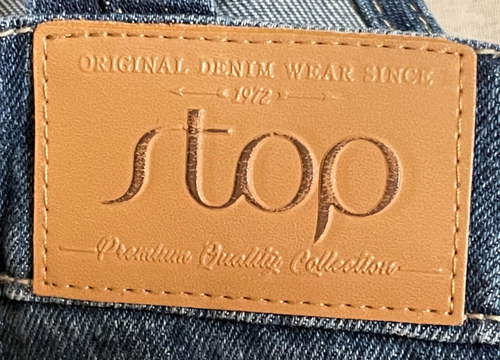 ORIGINAL DENIM WEAR SINCE
1972
stop
Premium Quality Collection